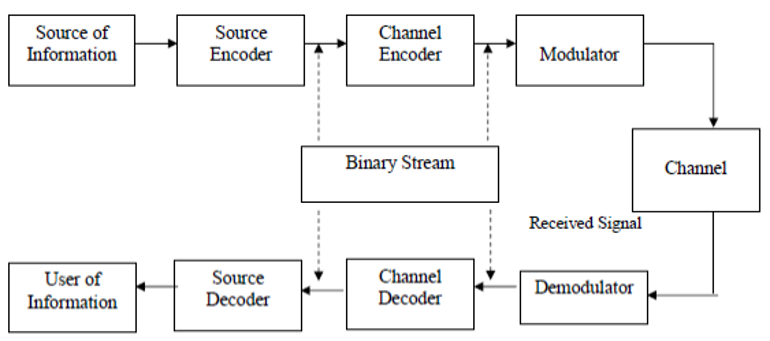 Source of
Information
Source
Encoder
Channel
Encoder
Modulator
Channel
Binary Stream
Received Signal
User of
Information
Source
Decoder
Channel
Decoder
Demodulator